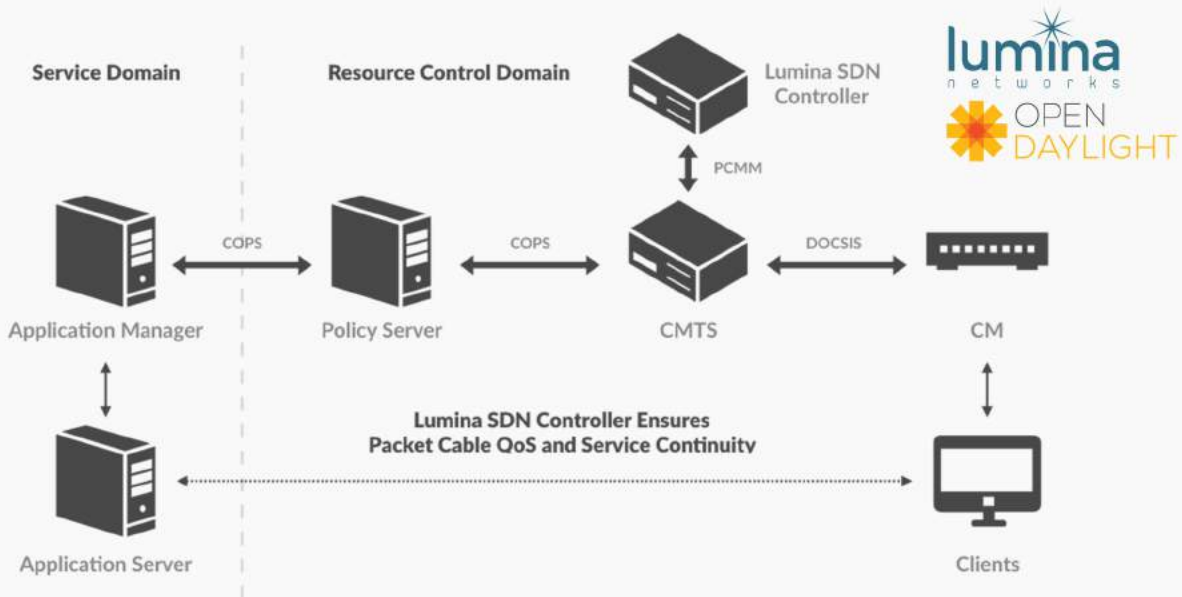 Service Domain
Resource Control Domain
Lumina SDN
Controller
lumina
networks
OPEN
DAYLIGHT
PCMM
COPS
COPS
DOCSIS
Application Manager
Policy Server
CMTS
CM
Lumina SDN Controller Ensures
Packet Cable QoS and Service Continuity
Application Server
Clients